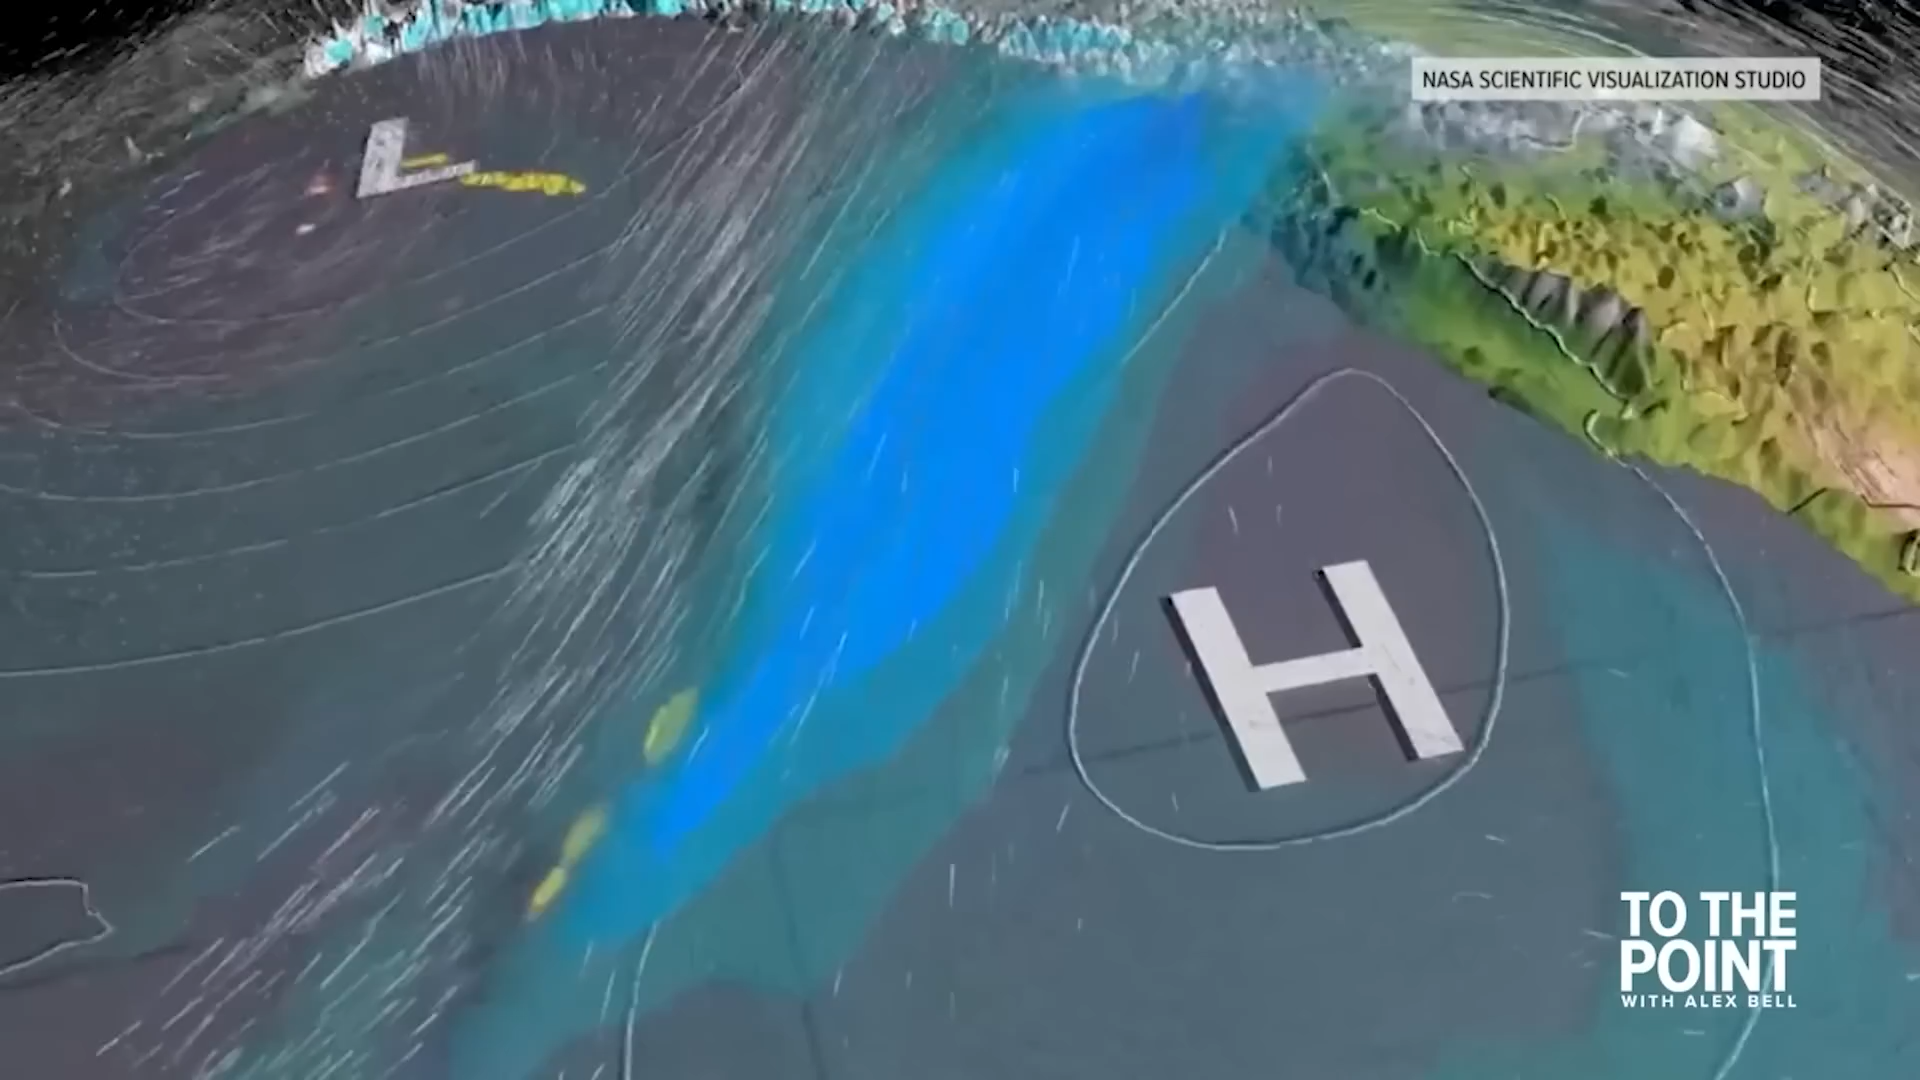 NASA SCIENTIFIC VISUALIZATION STUDIO
L
H
TO THE
POINT
WITH ALEX BELL